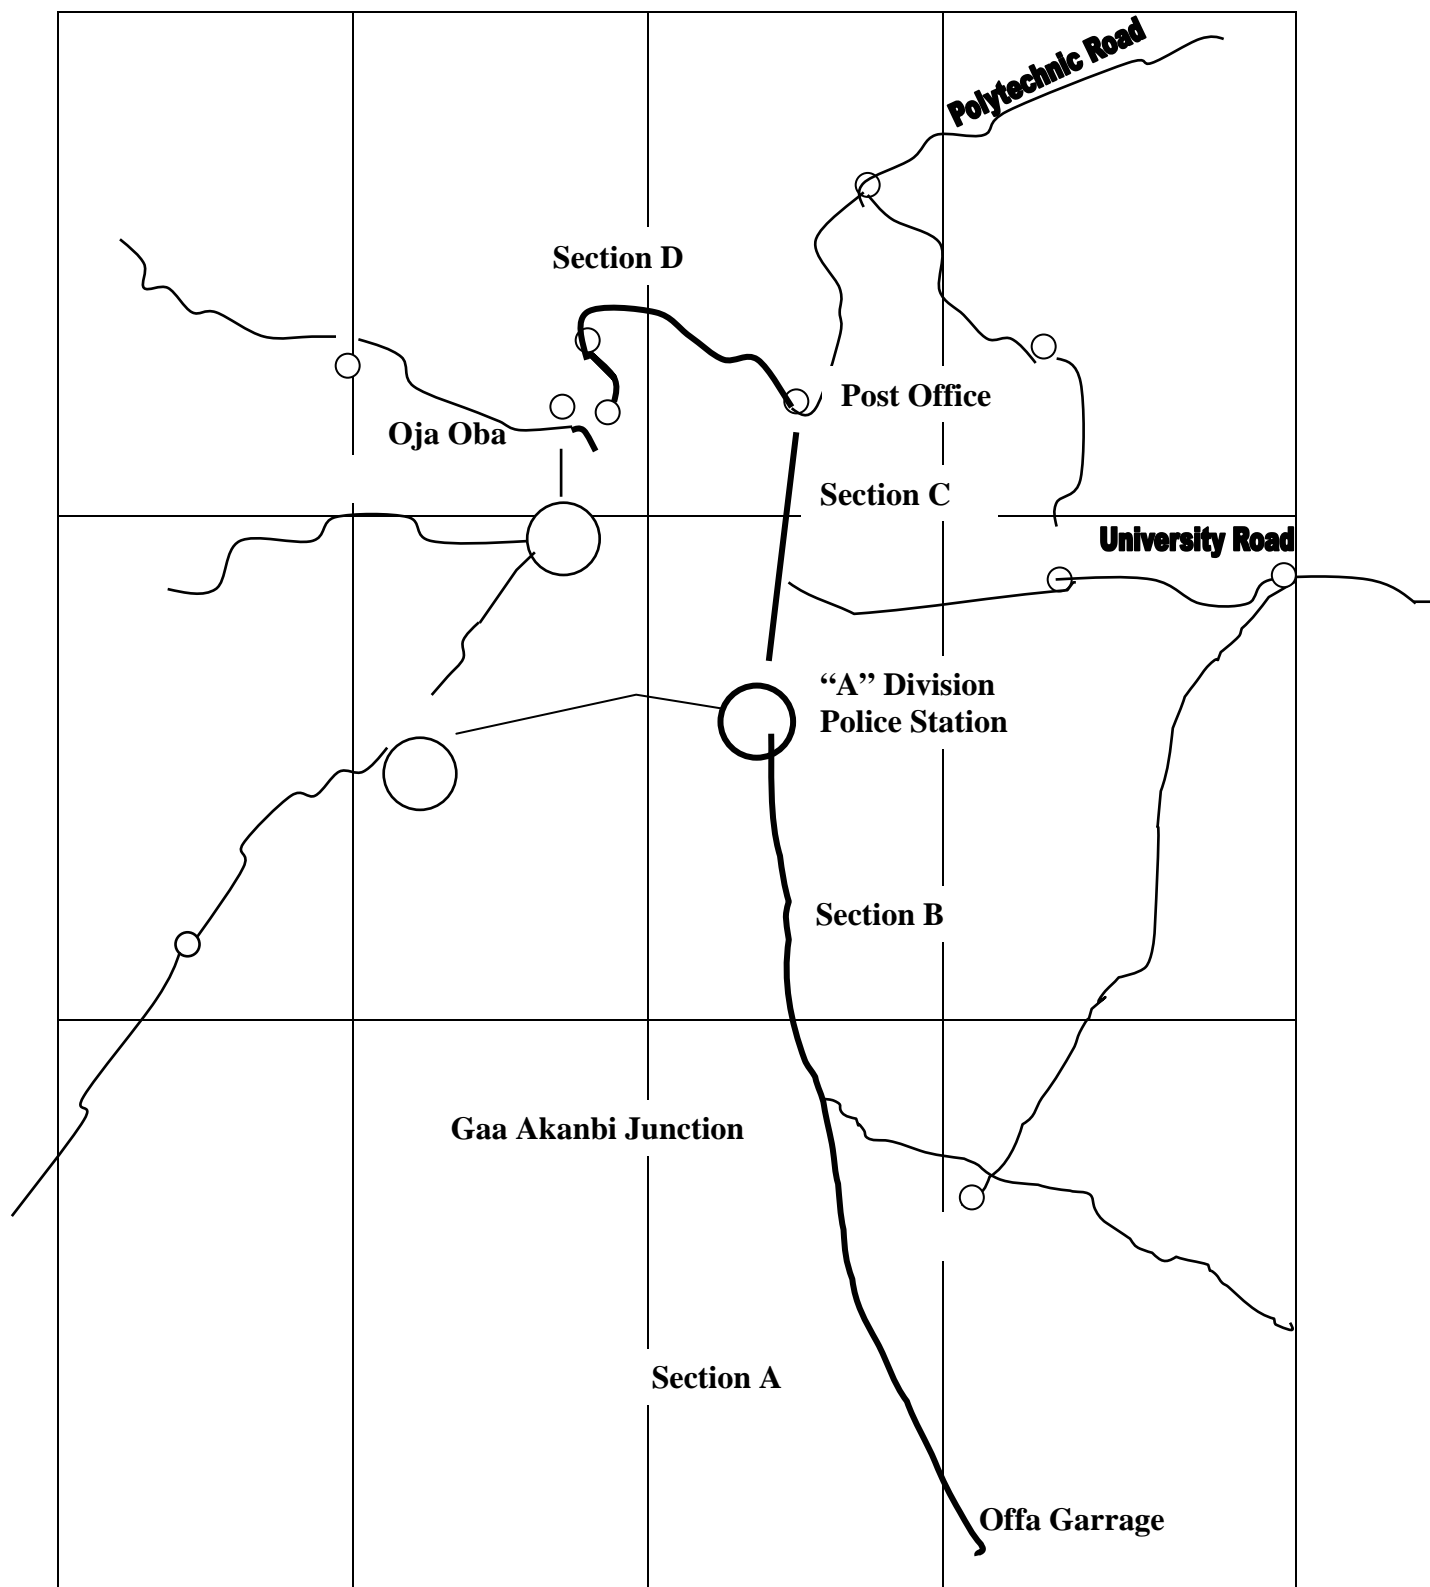 Polytechnic Road
Section D
Post Office
Oja Oba
Section C
University Road
“A” Division
Police Station
Section B
Gaa Akanbi Junction
Section A
Offa Garrage